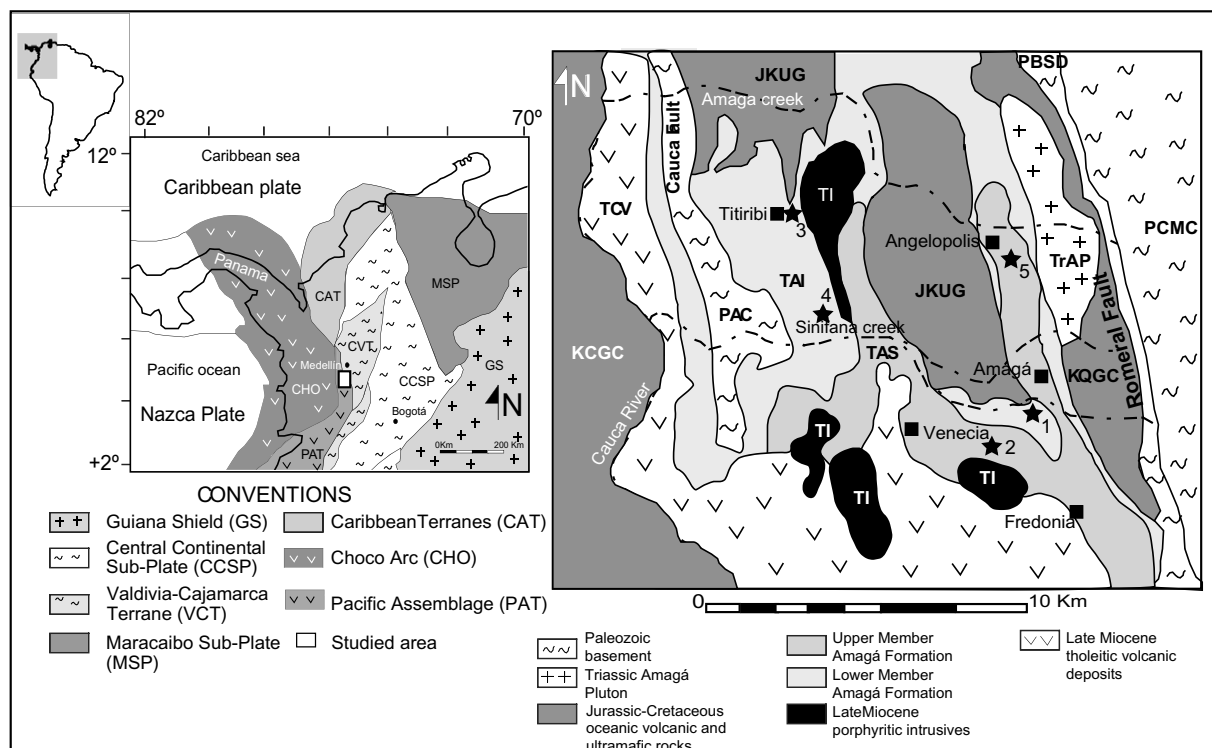 82º
70º
12º
+2º
Caribbean sea
Caribbean plate
Panama
CAT
MSP
Pacific ocean
Nazca Plate
Medellín
CVT
CHO
CCSP
GS
Bogotá
PAT
N
0Km
200 Km
CONVENTIONS
Guiana Shield (GS)
Central Continental
Sub-Plate (CCSP)
Valdivia-Cajamarca
Terrane (VCT)
Maracaibo Sub-Plate
(MSP)
CaribbeanTerranes (CAT)
Choco Arc (CHO)
Pacific Assemblage (PAT)
Studied area
N
JKUG
Amaga creek
PBSD
Cauca Fault
TCV
Titiribi
3
TI
Angelopolis
5
TrAP
PCMC
TAI
4
JKUG
PAC
Sinifana creek
TAS
KCGC
Cauca River
Amagá
KQGC
Romeral Fault
1
Venecia
2
TI
TI
TI
Fredonia
0
10 Km
Paleozoic
basement
Triassic Amagá
Pluton
Jurassic-Cretaceous
oceanic volcanic and
ultramafic rocks
Upper Member
Amagá Formation
Lower Member
Amagá Formation
LateMiocene
porphyritic intrusives
Late Miocene
tholeitic volcanic
deposits